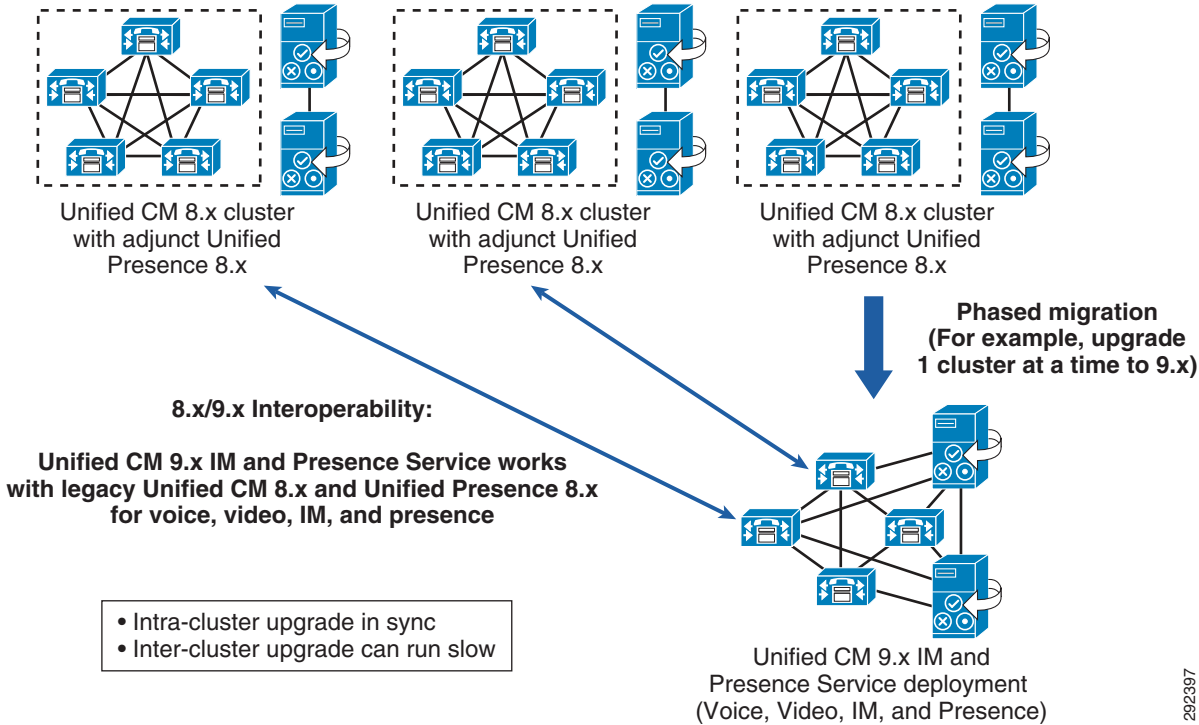 Unified CM 8.x cluster
with adjunct Unified
Presence 8.x
Unified CM 8.x cluster
with adjunct Unified
Presence 8.x
Unified CM 8.x cluster
with adjunct Unified
Presence 8.x
Phased migration
(For example, upgrade
1 cluster at a time to 9.x)
8.x/9.x Interoperability:
Unified CM 9.x IM and Presence Service works
with legacy Unified CM 8.x and Unified Presence 8.x
for voice, video, IM, and presence
• Intra-cluster upgrade in sync
• Inter-cluster upgrade can run slow
Unified CM 9.x IM and
Presence Service deployment
(Voice, Video, IM, and Presence)
292397